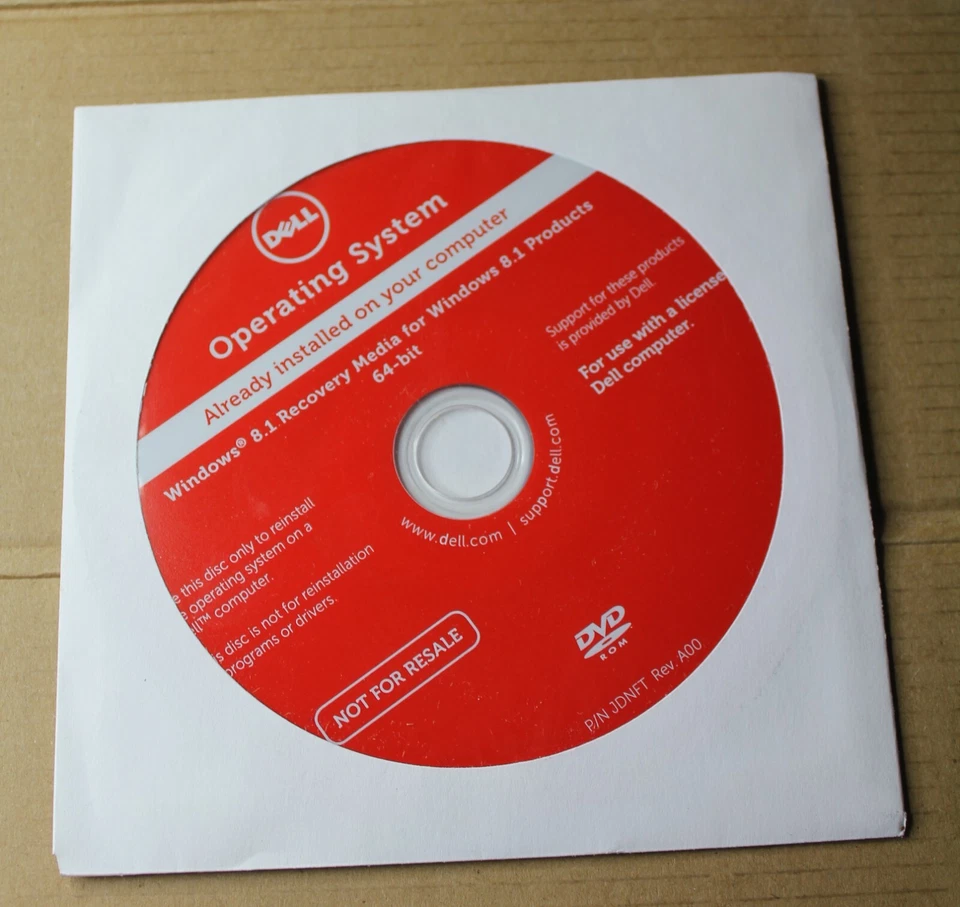 DELL
Operating System
Already installed on your computer
Windows® 8.1 Recovery Media for Windows 8.1 Products
64-bit
Support for these products
is provided by Dell.
For use with a license
Dell computer.
www.dell.com | support.dell.com
e this disc only to reinstall
e operating system on a
ll™ computer.
s disc is not for reinstallation
programs or drivers.
NOT FOR RESALE
DVD
ROM
P/N JDNFT Rev. A00